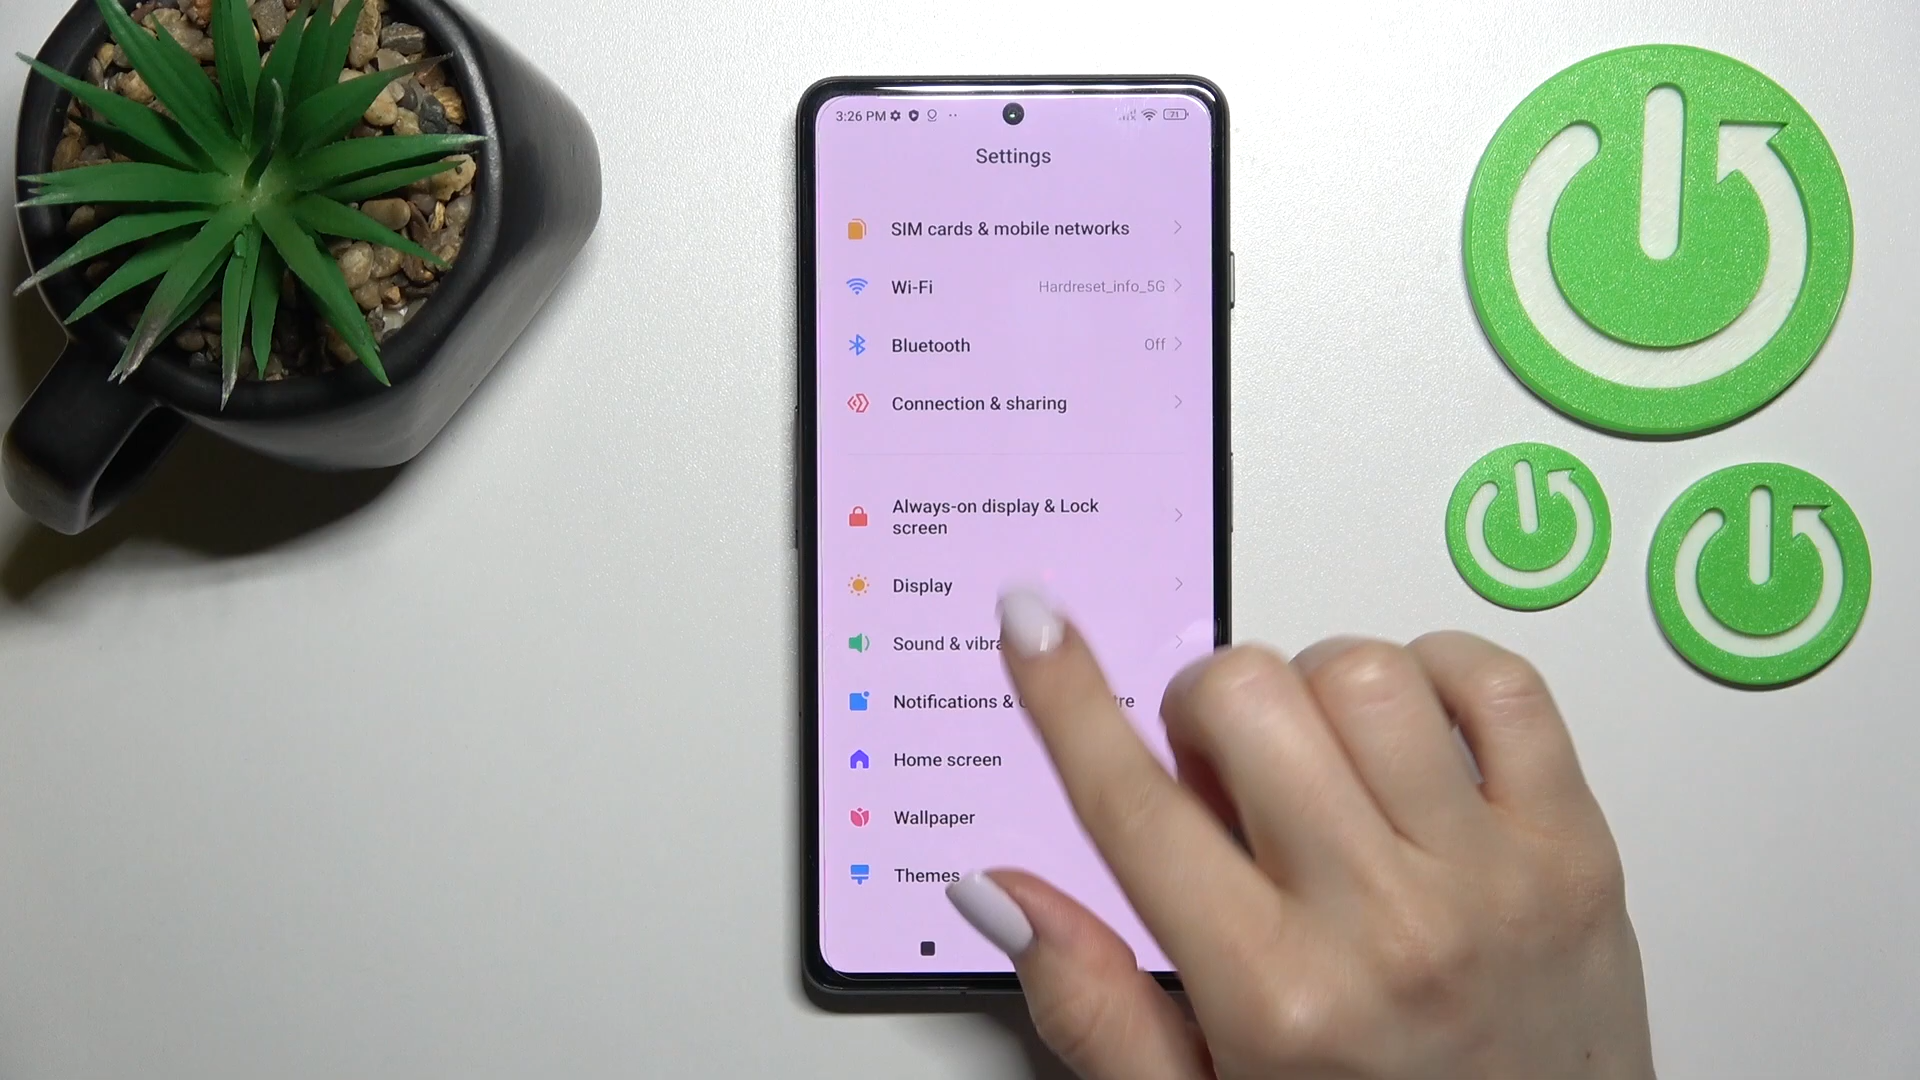 3:26 PM
71
Settings
SIM cards & mobile networks
Wi-Fi Hardreset_info_5G
Bluetooth Off
Connection & sharing
Always-on display & Lock
screen
Display
Sound &
Notifications &
Home screen
Wallpaper
Themes